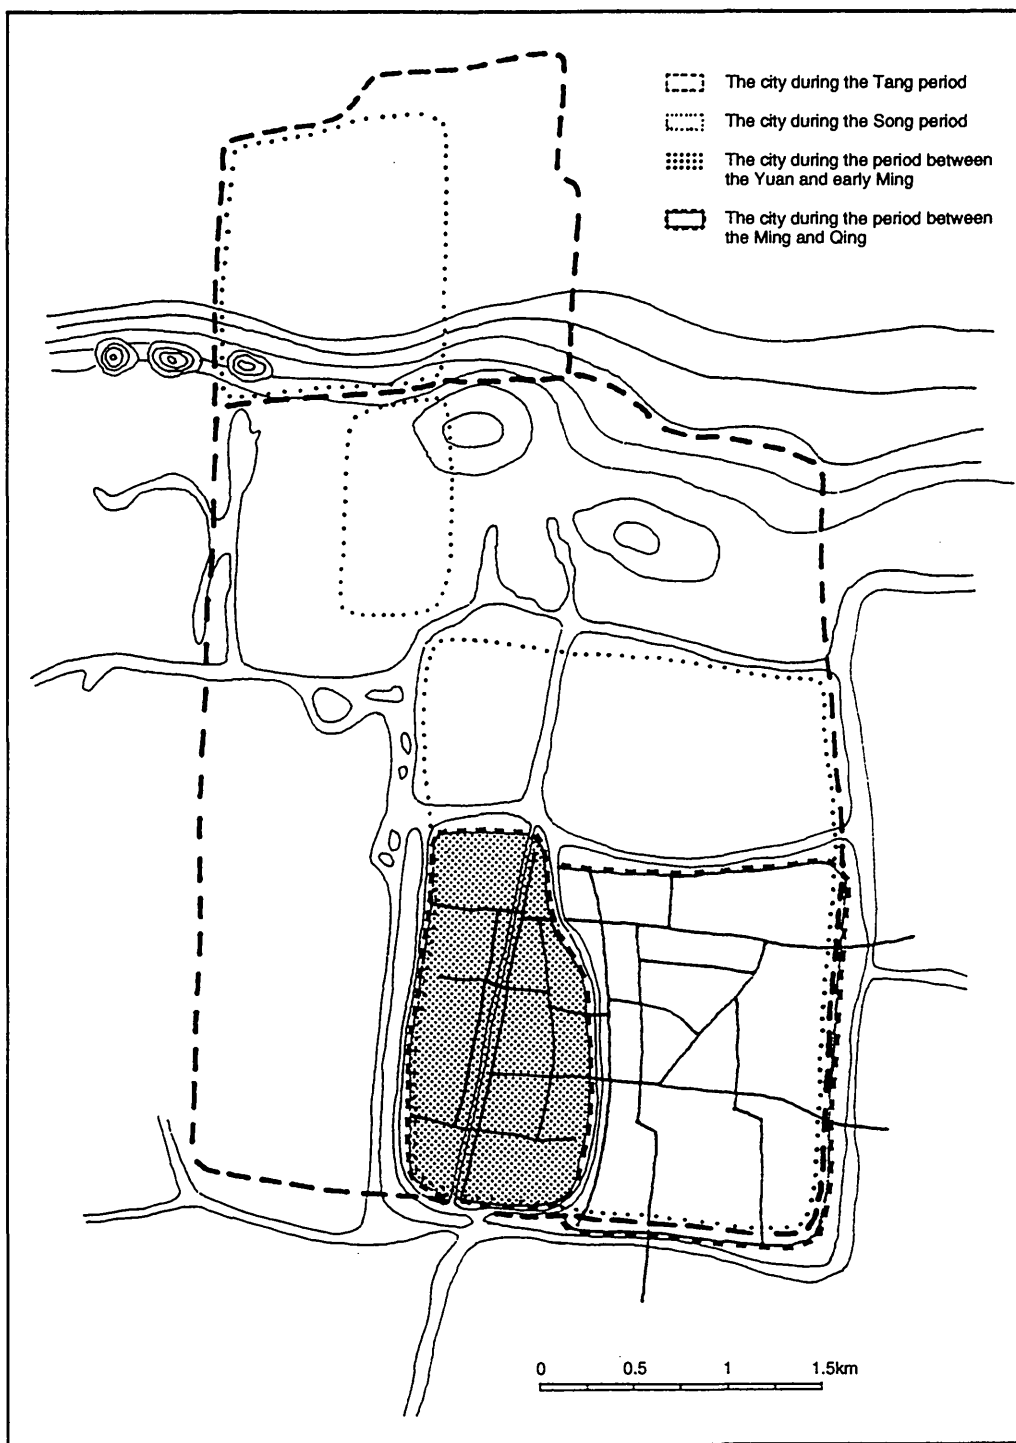 The city during the Tang period
The city during the Song period
The city during the period between
the Yuan and early Ming
The city during the period between
the Ming and Qing
0 0.5 1 1.5km